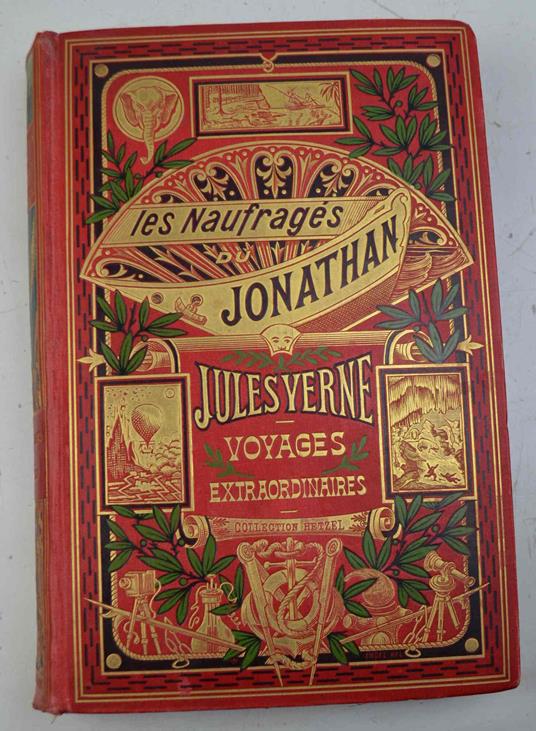 les Naufragés
DU
JONATHAN
JULES VERNE
VOYAGES
EXTRAORDINAIRES
COLLECTION HETZEL